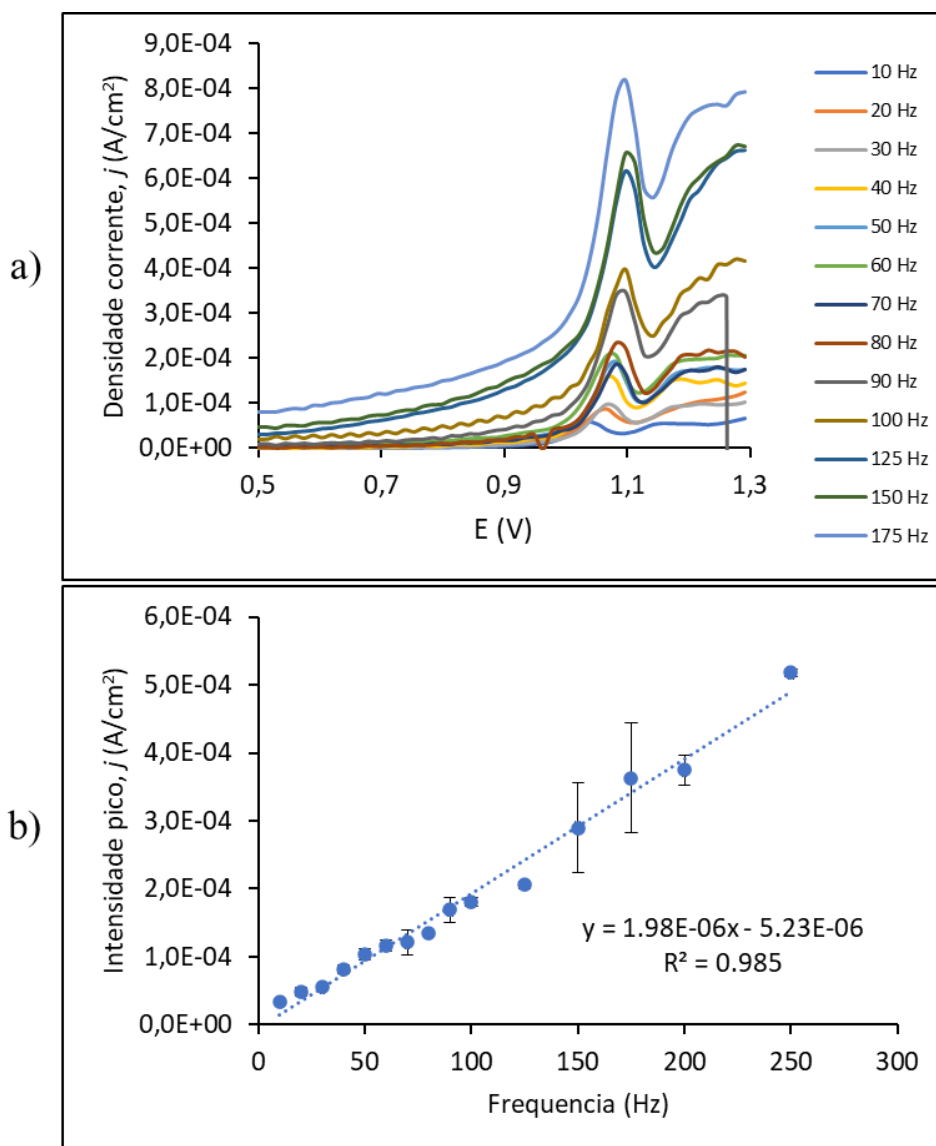 a)
Densidade corrente, j (A/cm²)
9,0E-04
8,0E-04
7,0E-04
6,0E-04
5,0E-04
4,0E-04
3,0E-04
2,0E-04
1,0E-04
0,0E+00
0,5
0,7
0,9
1,1
1,3
E (V)
10 Hz
20 Hz
30 Hz
40 Hz
50 Hz
60 Hz
70 Hz
80 Hz
90 Hz
100 Hz
125 Hz
150 Hz
175 Hz
b)
Intensidade pico, j (A/cm²)
6,0E-04
5,0E-04
4,0E-04
3,0E-04
2,0E-04
1,0E-04
0,0E+00
y = 1.98E-06x - 5.23E-06
R² = 0.985
0
50
100
150
200
250
300
Frequencia (Hz)